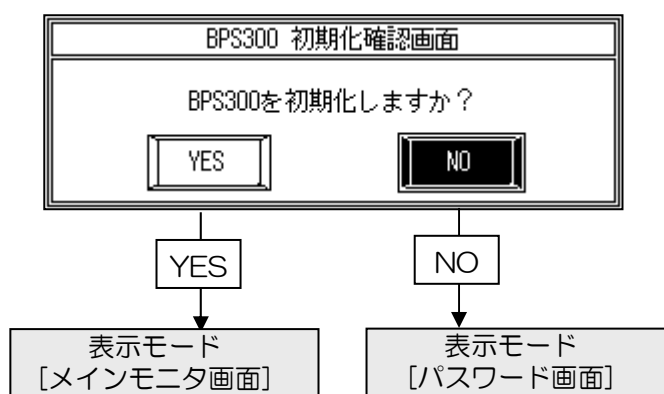 BPS300 初期化確認画面
BPS300を初期化しますか？
YES NO
YES NO
表示モード 表示モード
[メインモニタ画面] [パスワード画面]